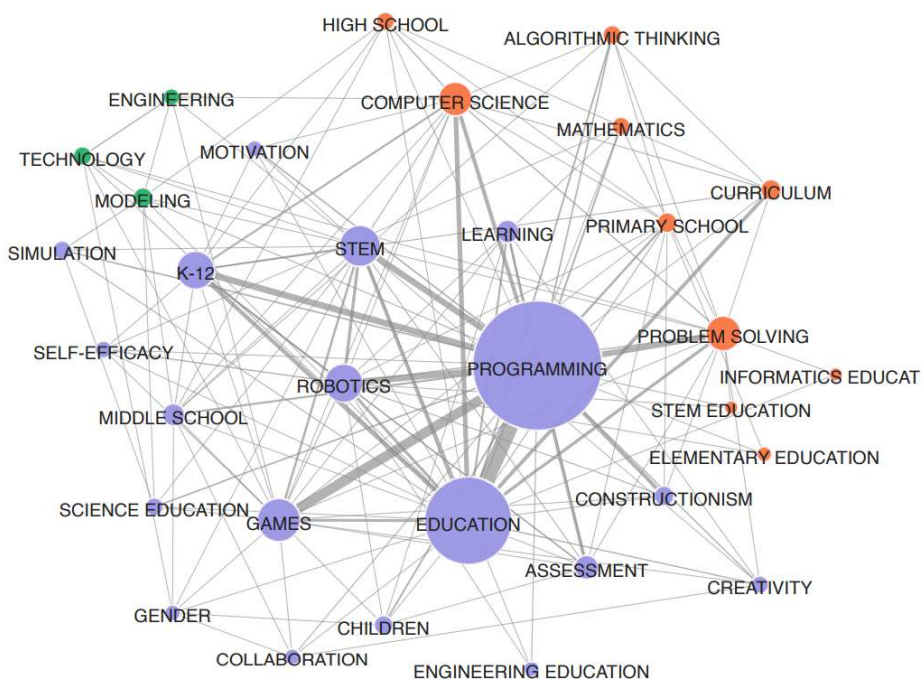 HIGH SCHOOL
ALGORITHMIC THINKING
ENGINEERING
COMPUTER SCIENCE
MATHEMATICS
TECHNOLOGY
MOTIVATION
MODELING
CURRICULUM
PRIMARY SCHOOL
LEARNING
STEM
SIMULATION
K-12
PROBLEM SOLVING
SELF-EFFICACY
PROGRAMMING
INFORMATICS EDUCAT
ROBOTICS
STEM EDUCATION
MIDDLE SCHOOL
ELEMENTARY EDUCATION
CONSTRUCTIONISM
SCIENCE EDUCATION
GAMES
EDUCATION
ASSESSMENT
CREATIVITY
GENDER
CHILDREN
COLLABORATION
ENGINEERING EDUCATION